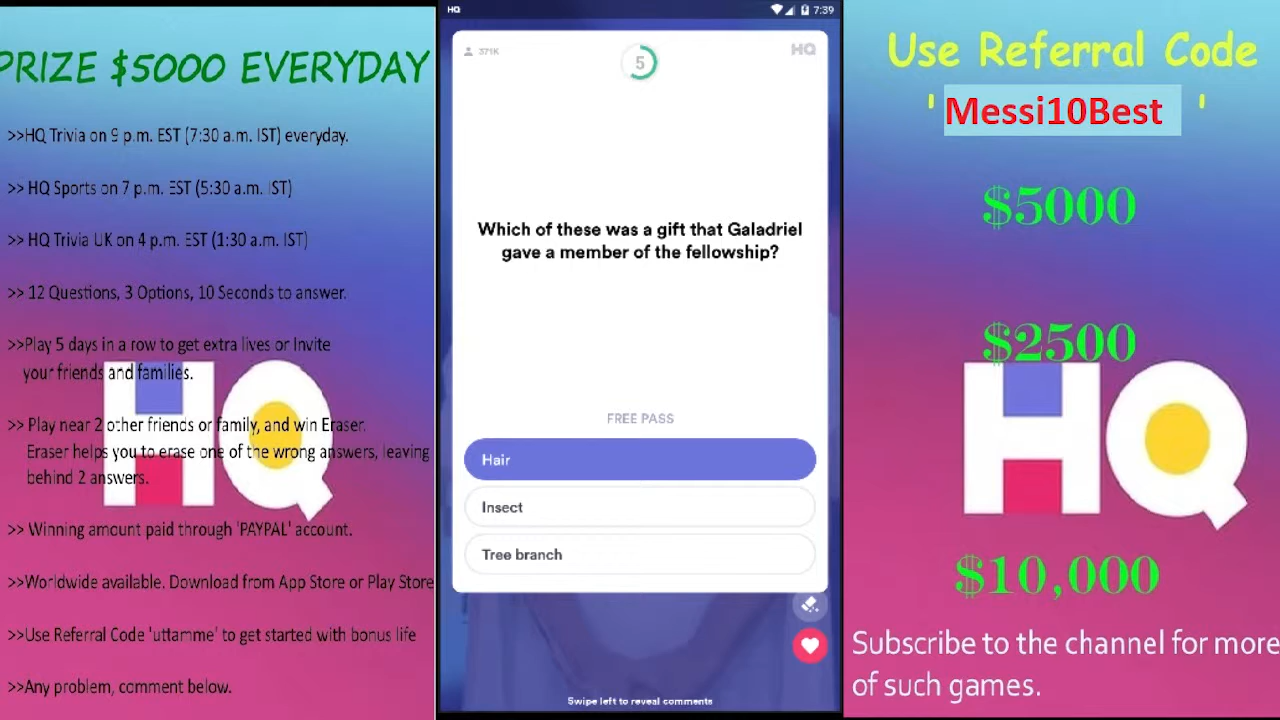 PRIZE $5000 EVERYDAY
>>HQ Trivia on 9 p.m. EST (7:30 a.m. IST) everyday.
>> HQ Sports on 7 p.m. EST (5:30 a.m. IST)
>> HQ Trivia UK on 4 p.m. EST (1:30 a.m. IST)
>> 12 Questions, 3 Options, 10 Seconds to answer.
>>Play 5 days in a row to get extra lives or Invite
your friends and families.
>> Play near 2 other friends or family, and win Eraser.
Eraser helps you to erase one of the wrong answers, leaving
behind 2 answers.
>> Winning amount paid through 'PAYPAL' account.
>>Worldwide available. Download from App Store or Play Store
>>Use Referral Code 'uttamme' to get started with bonus life
>>Any problem, comment below.
HQ
HQ
7:39
371K
5
HQ
Which of these was a gift that Galadriel
gave a member of the fellowship?
FREE PASS
Hair
Insect
Tree branch
Swipe left to reveal comments
Use Referral Code
' Messi10Best '
$5000
$2500
HQ
$10,000
Subscribe to the channel for more
of such games.